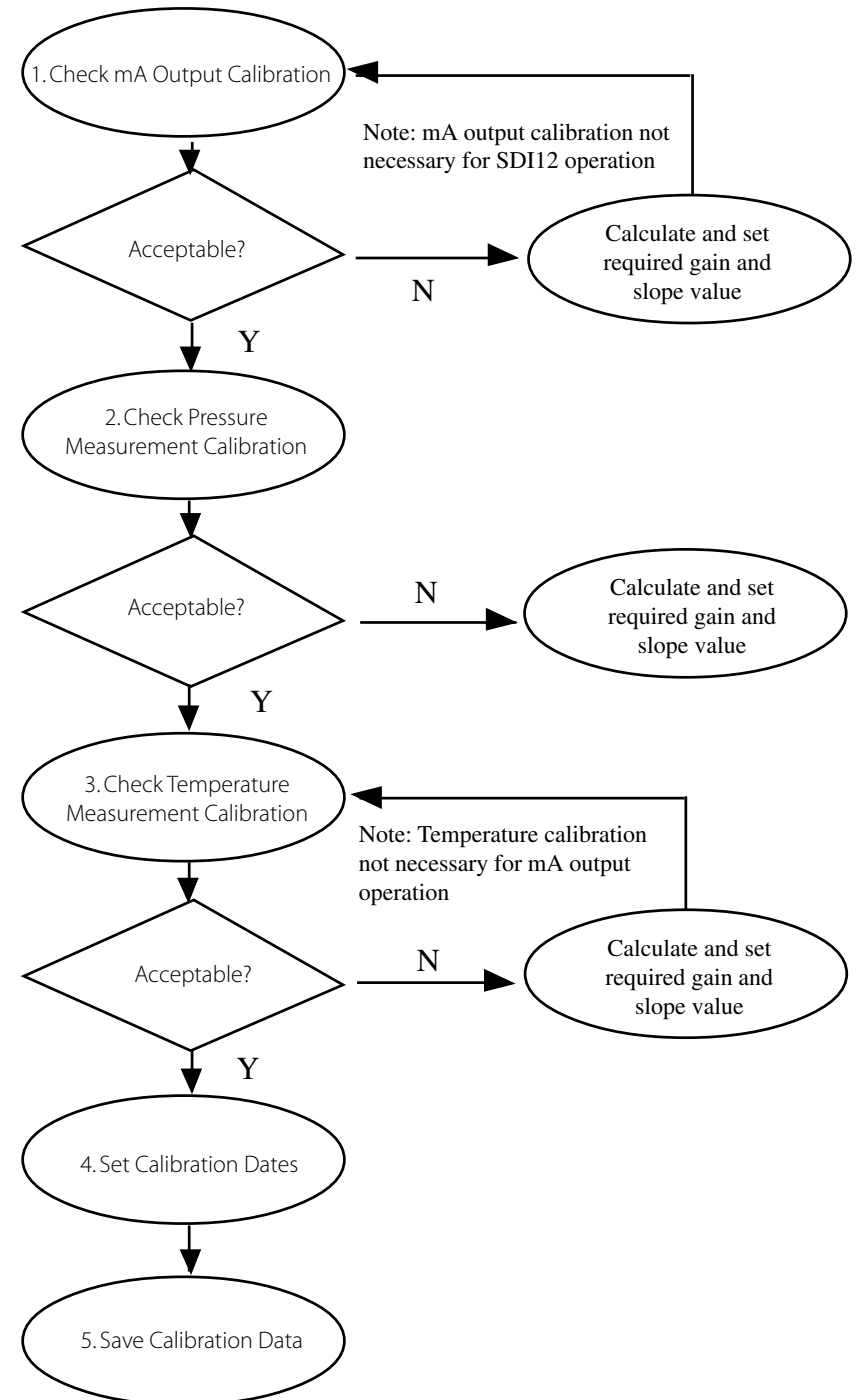 1. Check mA Output Calibration
Note: mA output calibration not
necessary for SDI12 operation
Acceptable?
N
Calculate and set
required gain and
slope value
Y
2. Check Pressure
Measurement Calibration
Acceptable?
N
Calculate and set
required gain and
slope value
Y
3. Check Temperature
Measurement Calibration
Note: Temperature calibration
not necessary for mA output
operation
Acceptable?
N
Calculate and set
required gain and
slope value
Y
4. Set Calibration Dates
5. Save Calibration Data